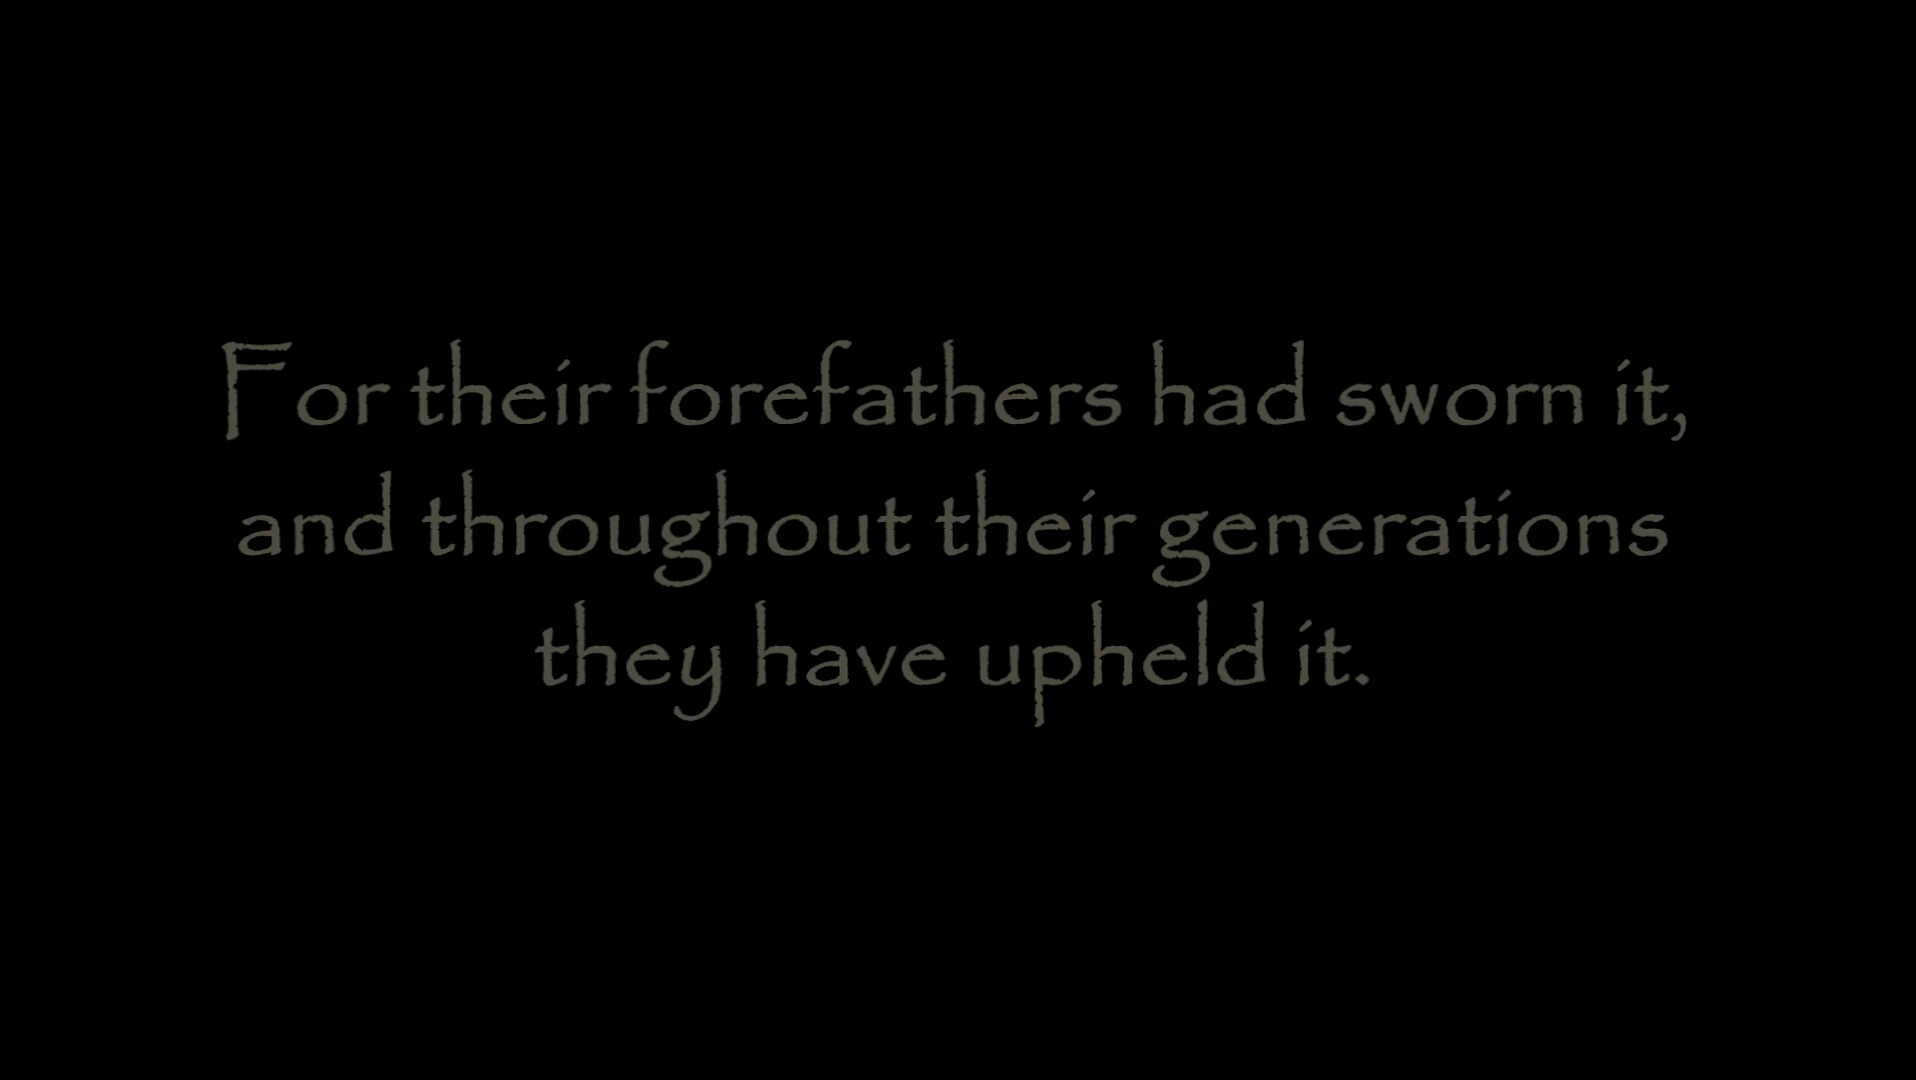 For their forefathers had sworn it,
and throughout their generations
they have upheld it.